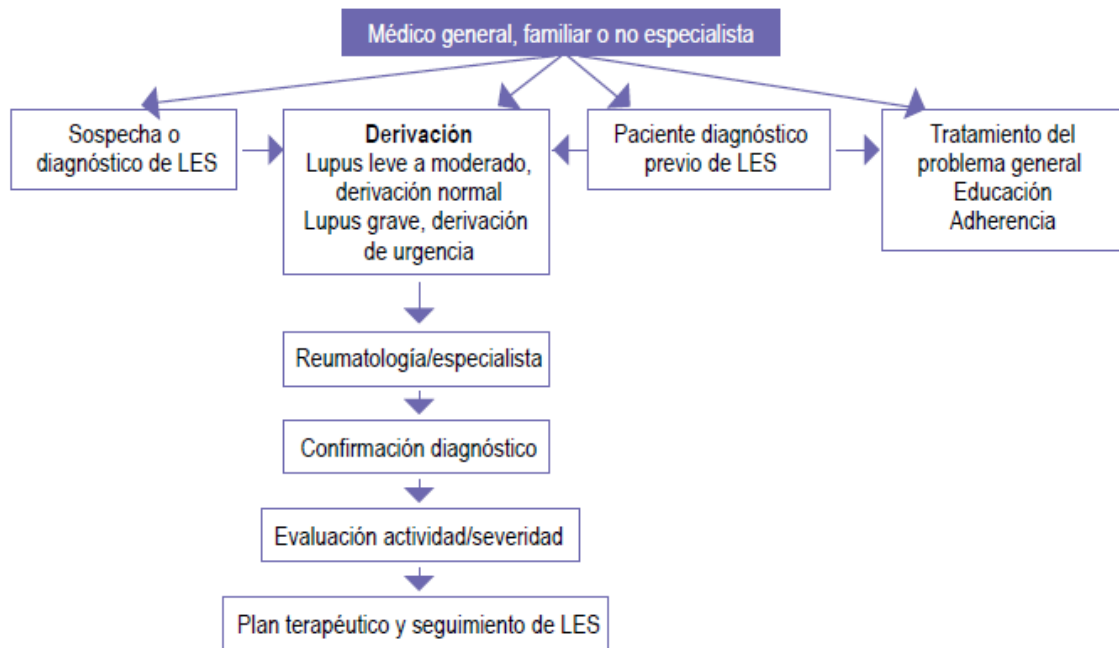 Médico general, familiar o no especialista
Sospecha o
diagnóstico de LES
Derivación
Lupus leve a moderado,
derivación normal
Lupus grave, derivación
de urgencia
Paciente diagnóstico
previo de LES
Tratamiento del
problema general
Educación
Adherencia
Reumatología/especialista
Confirmación diagnóstico
Evaluación actividad/severidad
Plan terapéutico y seguimiento de LES